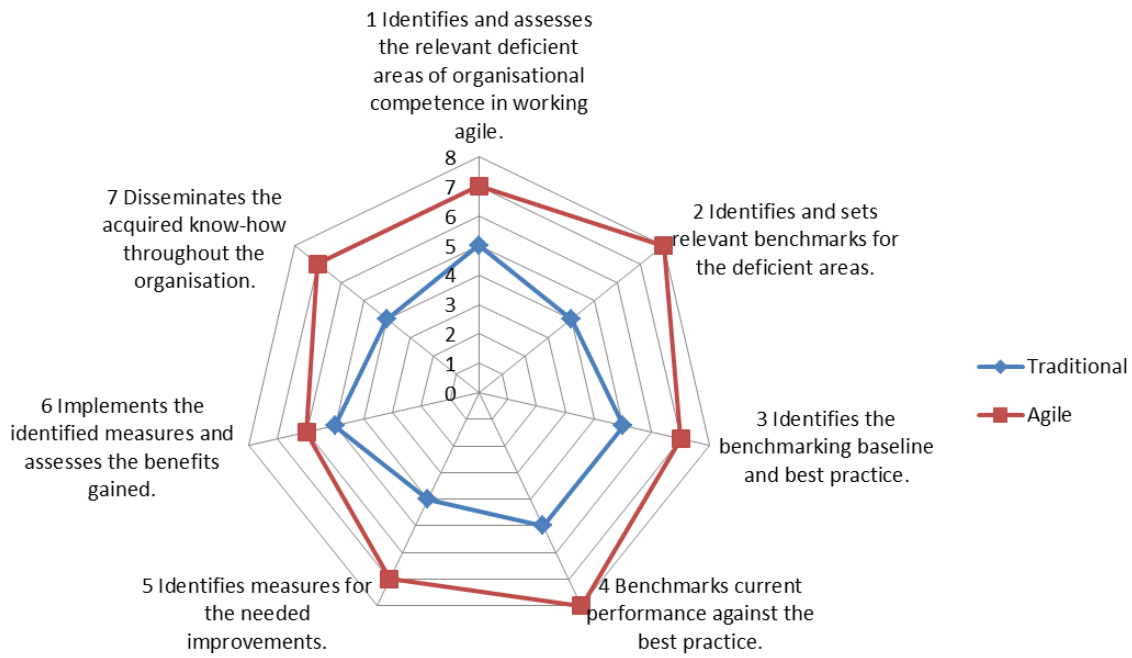 1 Identifies and assesses
the relevant deficient
areas of organisational
competence in working
agile.
8
7
6
5
4
3
2
1
0
2 Identifies and sets
relevant benchmarks for
the deficient areas.
3 Identifies the
benchmarking baseline
and best practice.
4 Benchmarks current
performance against the
best practice.
5 Identifies measures for
the needed
improvements.
6 Implements the
identified measures and
assesses the benefits
gained.
7 Disseminates the
acquired know-how
throughout the
organisation.
Traditional
Agile